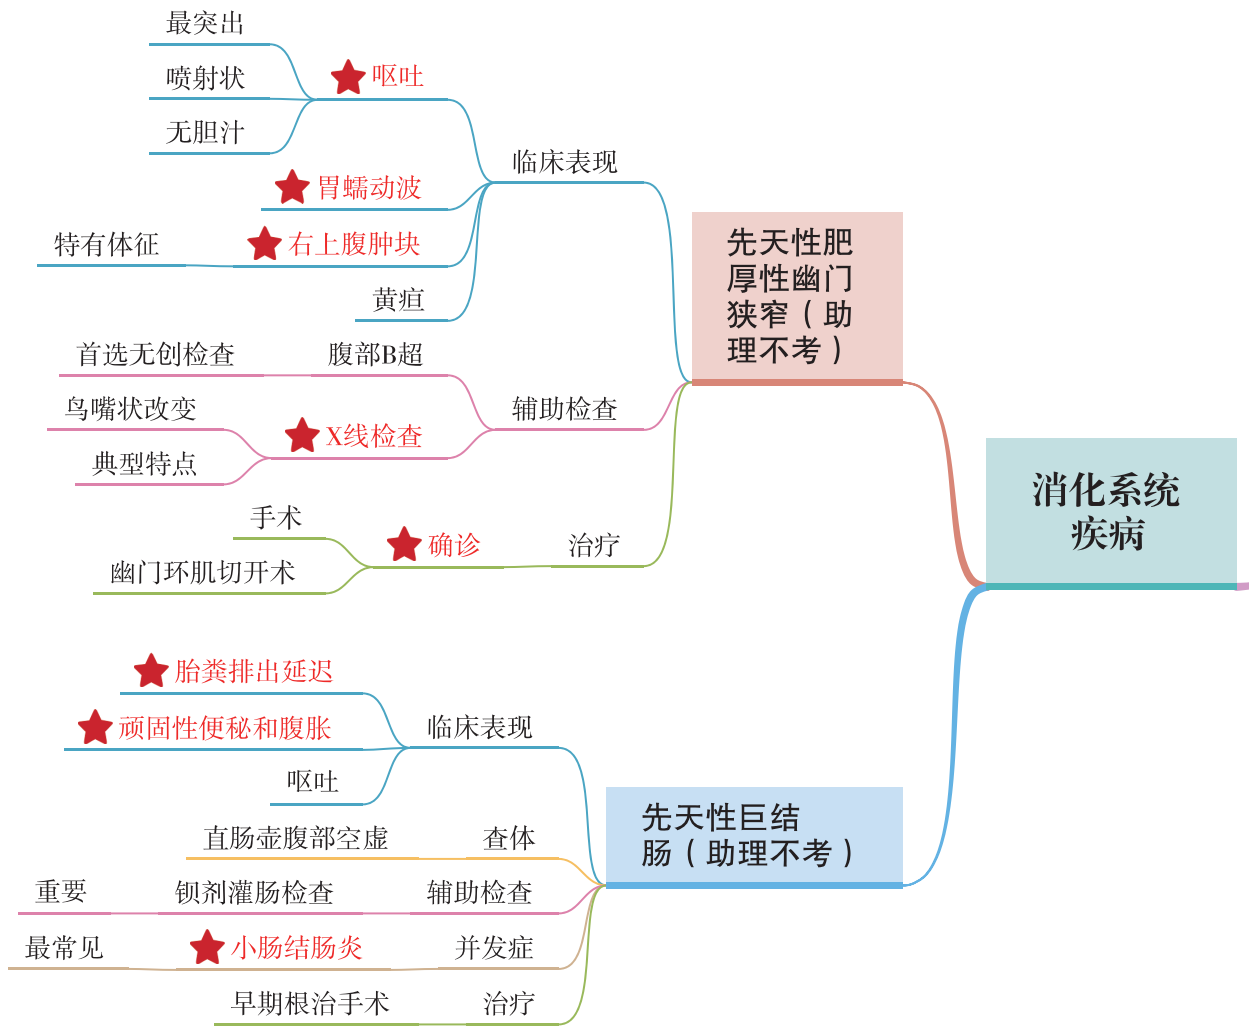 最突出
喷射状
无胆汁
呕吐
胃蠕动波
特有体征
右上腹肿块
黄疸
临床表现
首选无创检查
腹部B超
鸟嘴状改变
典型特点
X线检查
辅助检查
手术
幽门环肌切开术
确诊
治疗
先天性肥
厚性幽门
狭窄（助
理不考）
消化系统
疾病
胎粪排出延迟
顽固性便秘和腹胀
呕吐
临床表现
直肠壶腹部空虚
查体
重要
钡剂灌肠检查
辅助检查
最常见
小肠结肠炎
并发症
早期根治手术
治疗
先天性巨结
肠（助理不考）